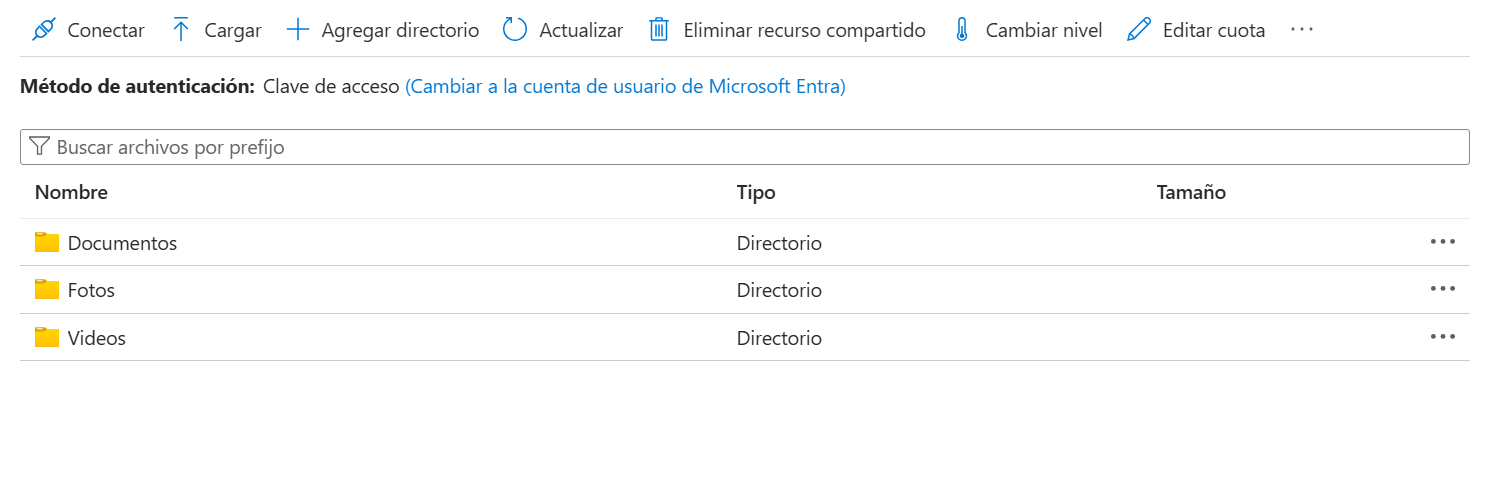 Conectar Cargar Agregar directorio Actualizar Eliminar recurso compartido Cambiar nivel Editar cuota ...
Método de autenticación: Clave de acceso (Cambiar a la cuenta de usuario de Microsoft Entra)
Buscar archivos por prefijo
Nombre Tipo Tamaño
Documentos Directorio ...
Fotos Directorio ...
Videos Directorio ...